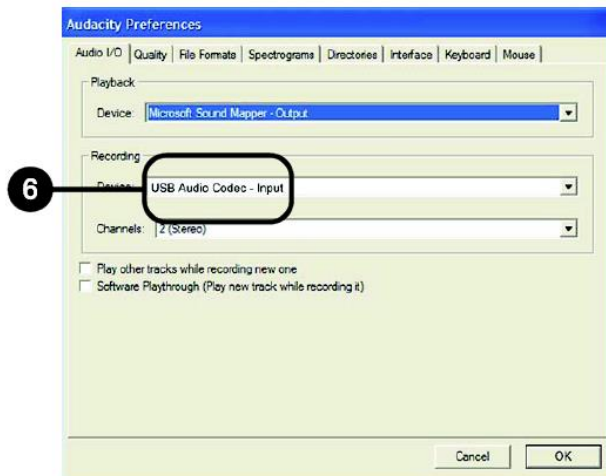 Audacity Preferences
Audio I/O Quality File Formats Spectrograms Directories Interface Keyboard Mouse
Playback
Device: Microsoft Sound Mapper - Output
Recording
6 Device: USB Audio Codec - Input
Channels: 2 (Stereo)
Play other tracks while recording new one
Software Playthrough (Play new track while recording it)
Cancel OK